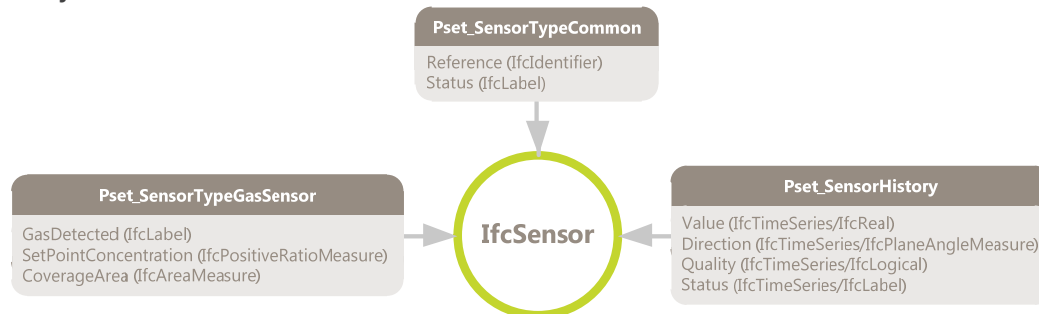 Pset_SensorTypeCommon
Reference (IfcIdentifier)
Status (IfcLabel)
Pset_SensorTypeGasSensor
GasDetected (IfcLabel)
SetPointConcentration (IfcPositiveRatioMeasure)
CoverageArea (IfcAreaMeasure)
IfcSensor
Pset_SensorHistory
Value (IfcTimeSeries/IfcReal)
Direction (IfcTimeSeries/IfcPlaneAngleMeasure)
Quality (IfcTimeSeries/IfcLogical)
Status (IfcTimeSeries/IfcLabel)